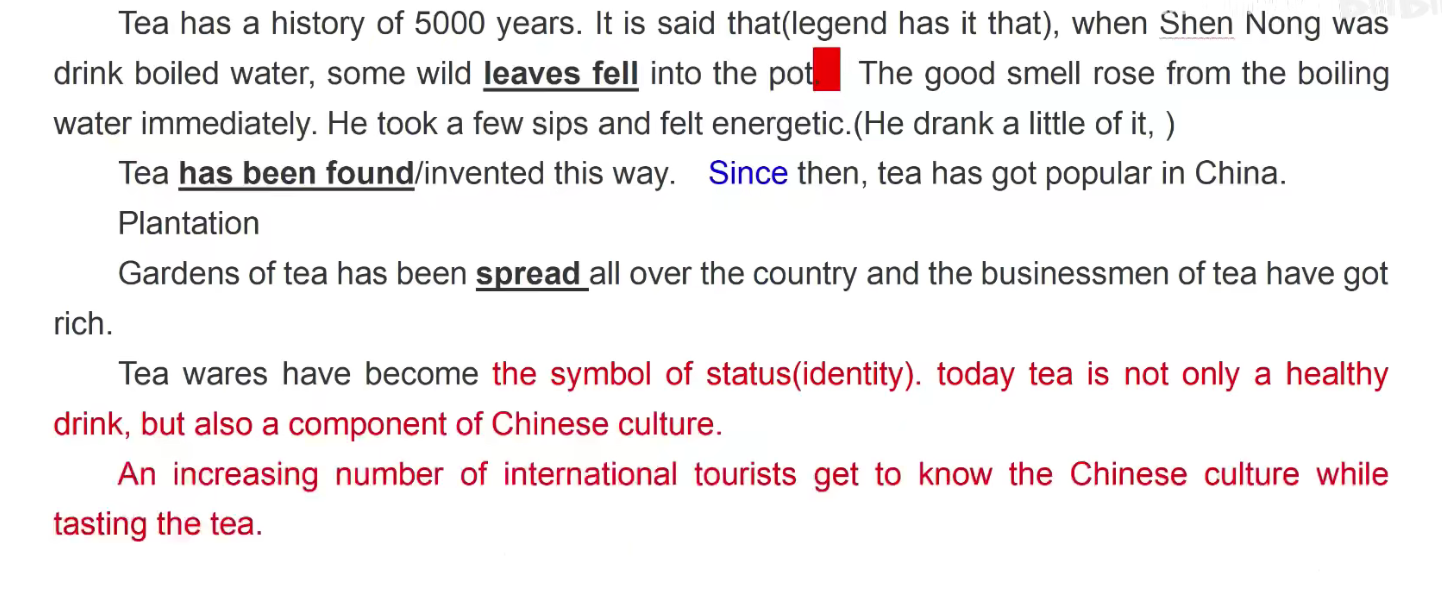 Tea has a history of 5000 years. It is said that(legend has it that), when Shen Nong was
drink boiled water, some wild leaves fell into the pot. The good smell rose from the boiling
water immediately. He took a few sips and felt energetic.(He drank a little of it, )
Tea has been found/invented this way. Since then, tea has got popular in China.
Plantation
Gardens of tea has been spread all over the country and the businessmen of tea have got
rich.
Tea wares have become the symbol of status(identity). today tea is not only a healthy
drink, but also a component of Chinese culture.
An increasing number of international tourists get to know the Chinese culture while
tasting the tea.